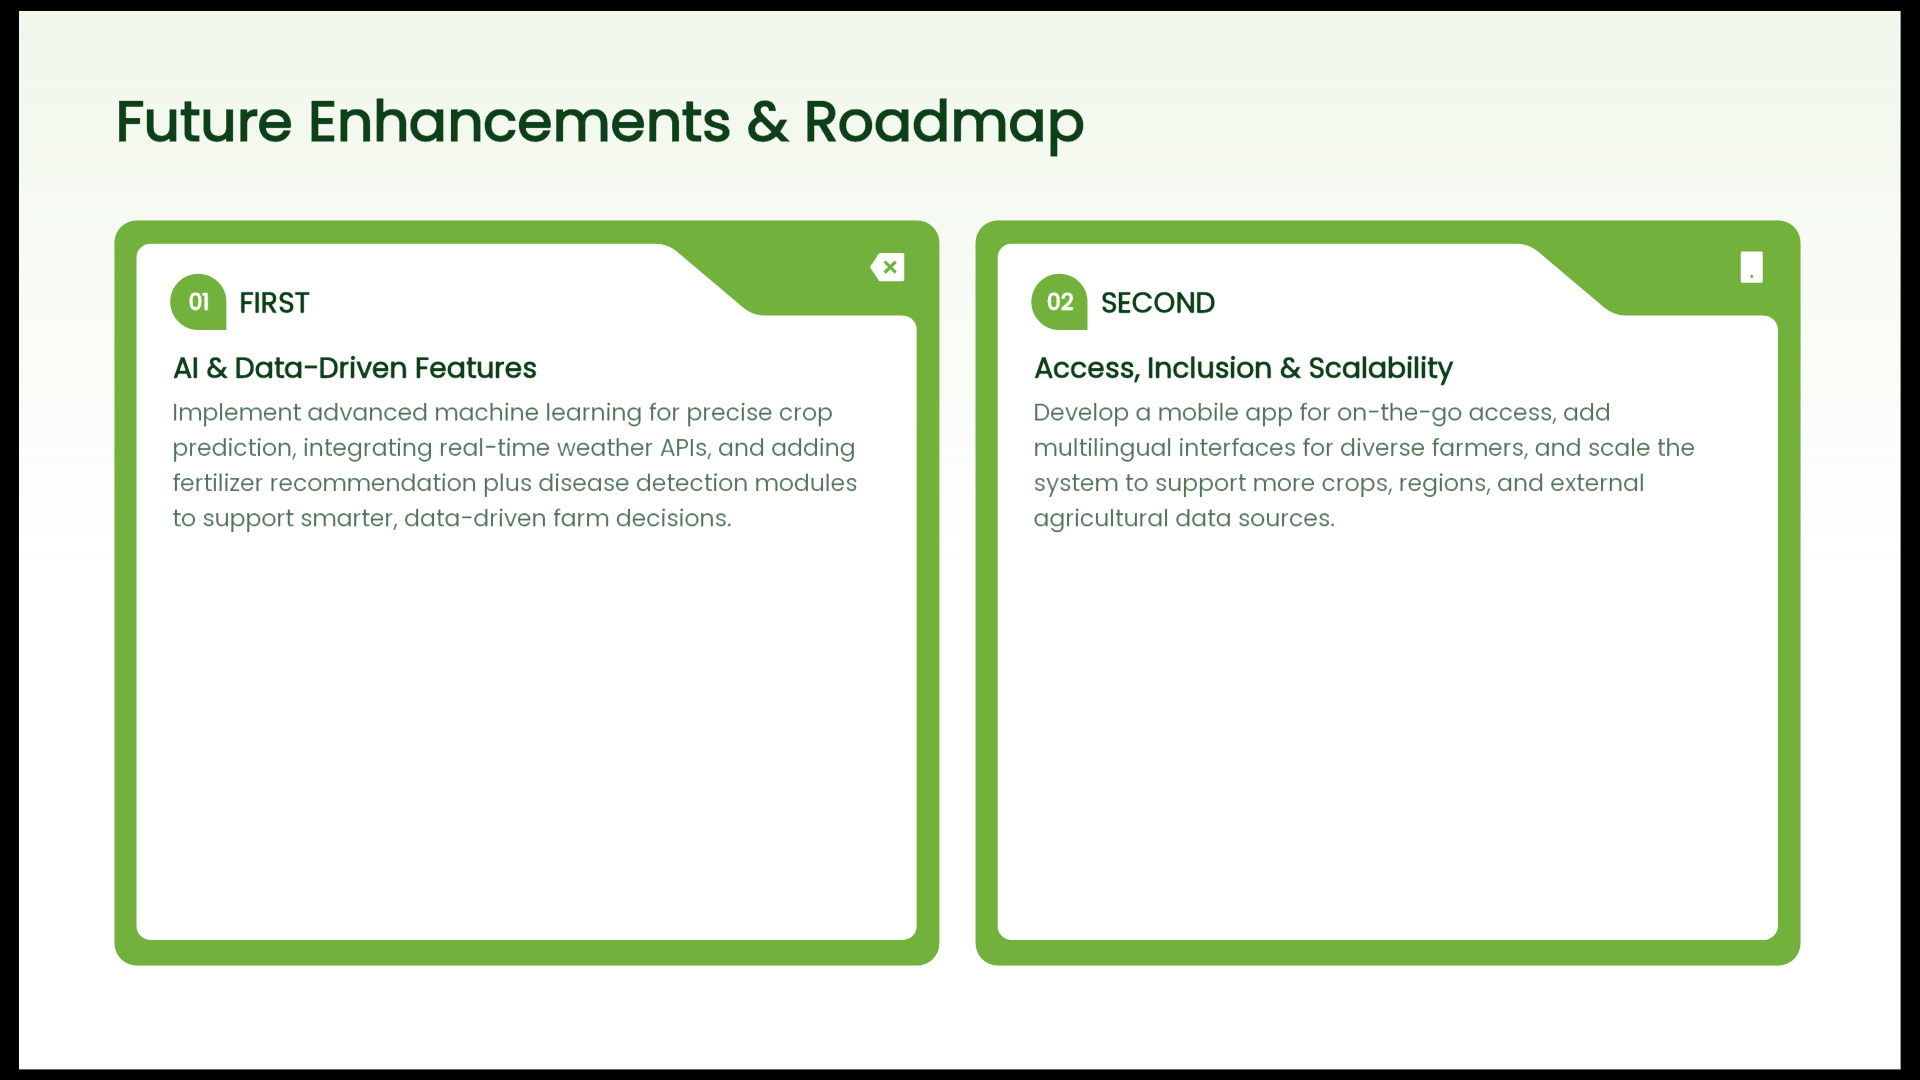 Future Enhancements & Roadmap
01 FIRST
AI & Data-Driven Features
Implement advanced machine learning for precise crop
prediction, integrating real-time weather APIs, and adding
fertilizer recommendation plus disease detection modules
to support smarter, data-driven farm decisions.
02 SECOND
Access, Inclusion & Scalability
Develop a mobile app for on-the-go access, add
multilingual interfaces for diverse farmers, and scale the
system to support more crops, regions, and external
agricultural data sources.